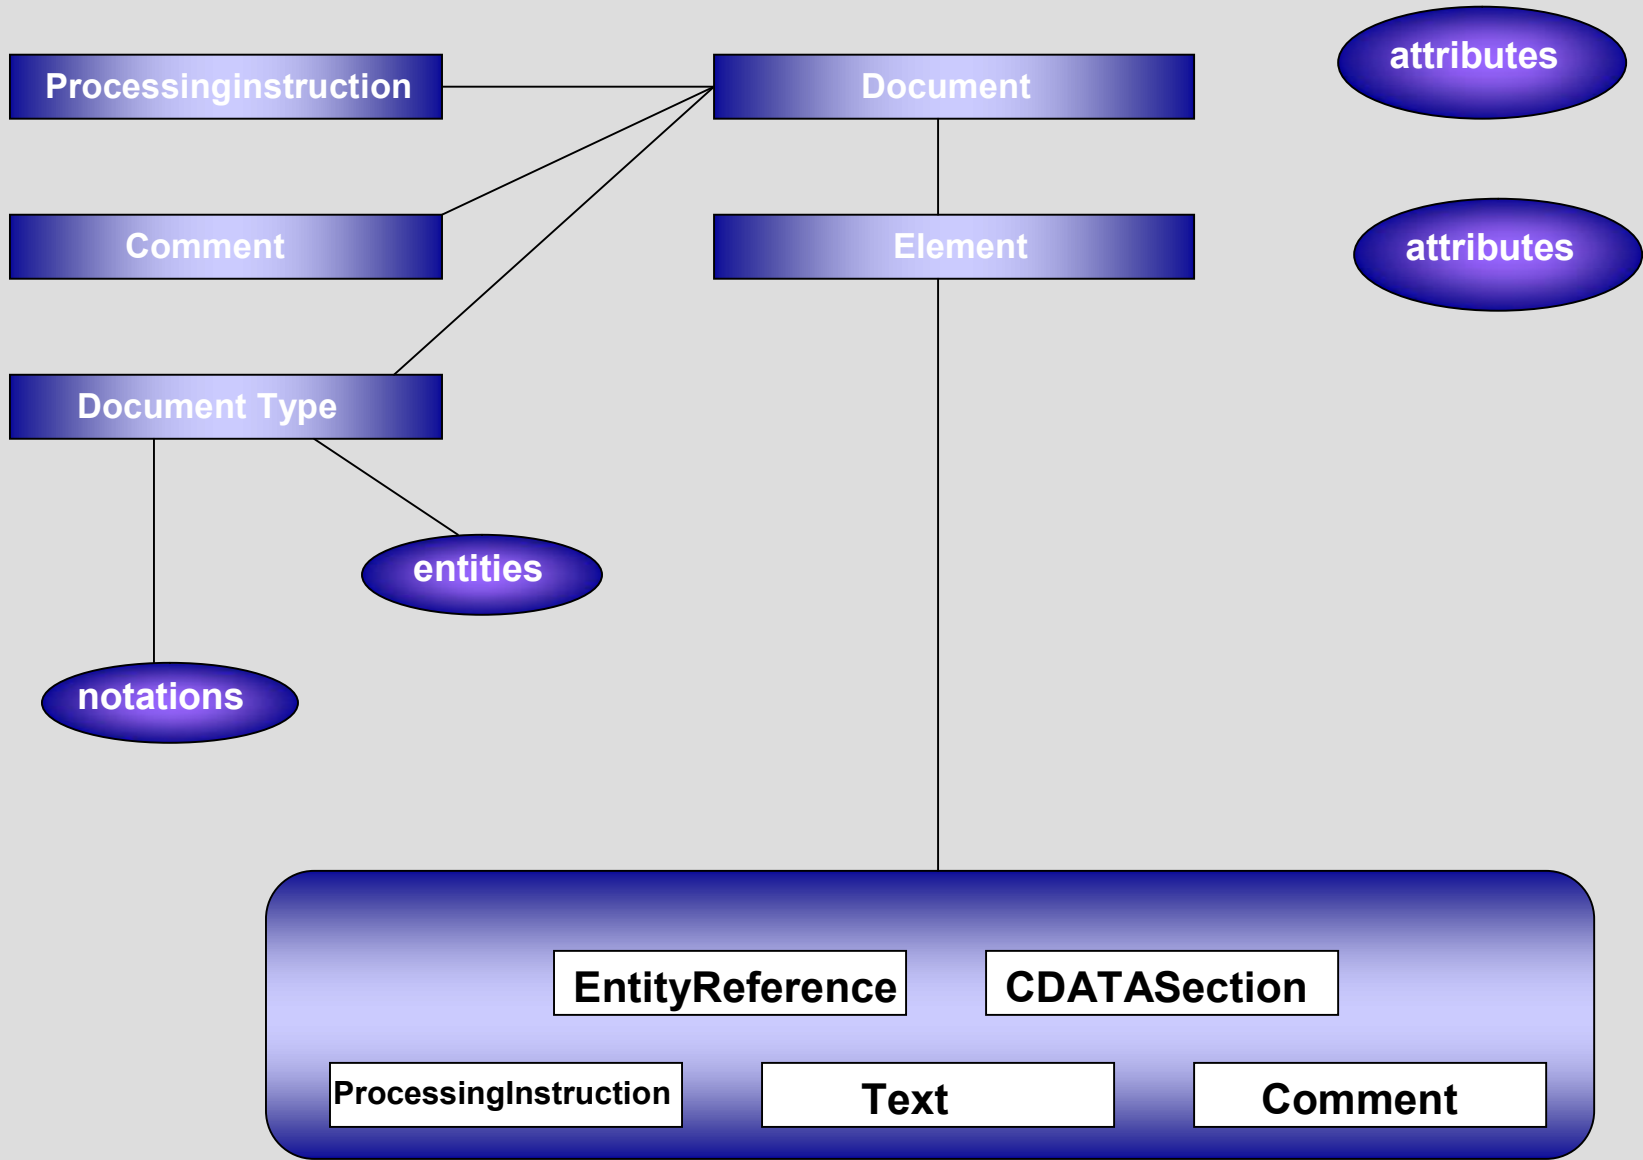 Processinginstruction
Document
attributes
Comment
Element
attributes
Document Type
entities
notations
EntityReference
CDATASection
ProcessingInstruction
Text
Comment